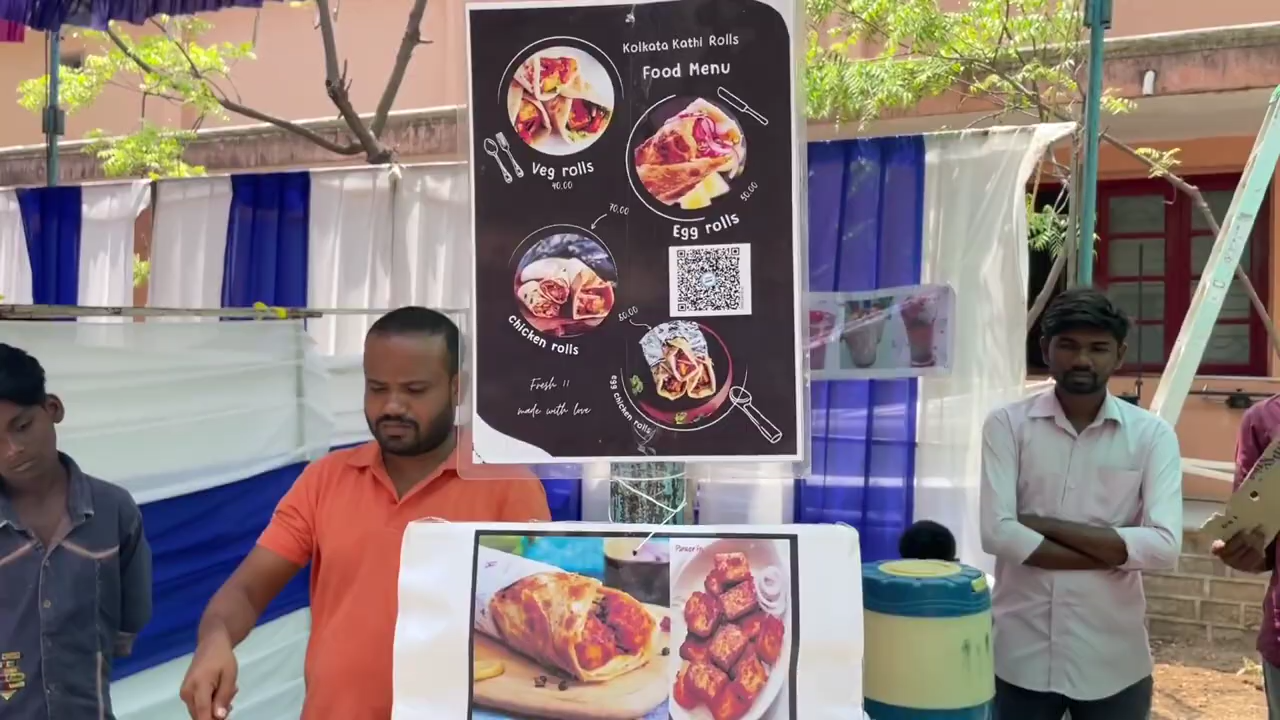 Kolkata Kathi Rolls
Food Menu
Veg rolls
40.00
50.00
Egg rolls
70.00
chicken rolls
80.00
egg chicken rolls
Fresh !!
made with love
Paneer